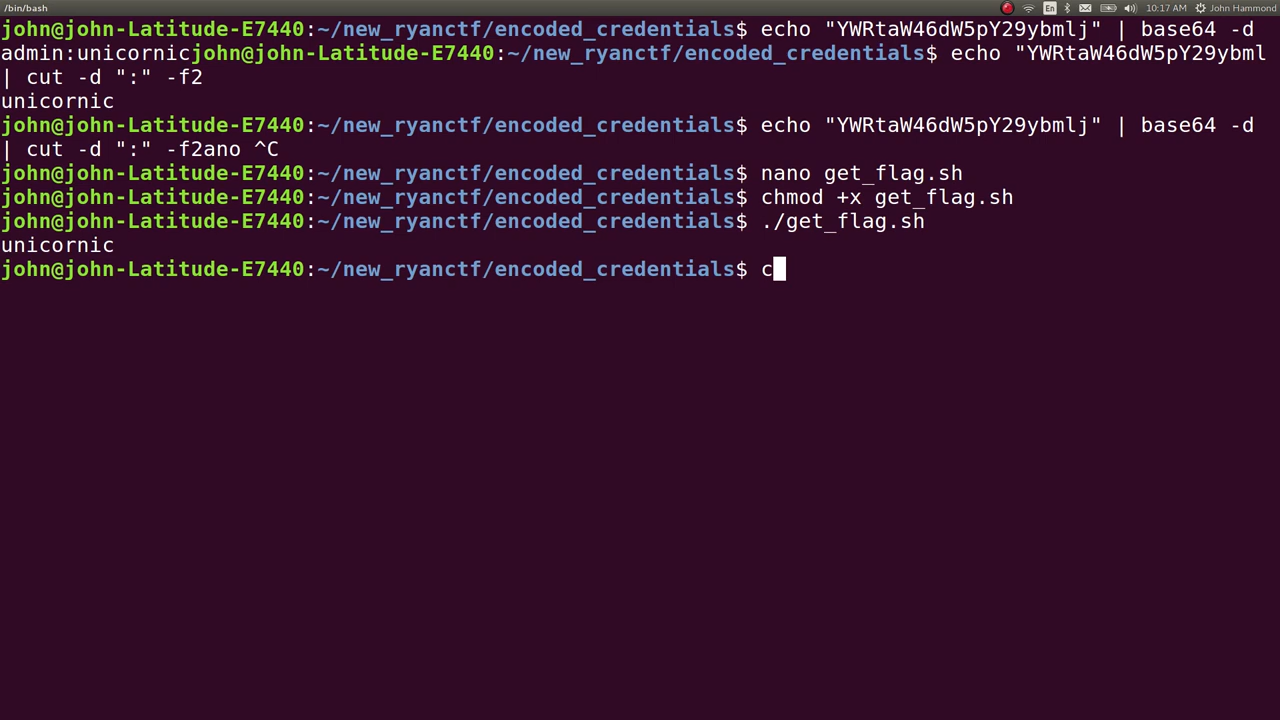 /bin/bash
En
10:17 AM
John Hammond
john@john-Latitude-E7440:~/new_ryanctf/encoded_credentials$ echo "YWRtaW46dW5pY29ybmlj" | base64 -d
admin:unicornicjohn@john-Latitude-E7440:~/new_ryanctf/encoded_credentials$ echo "YWRtaW46dW5pY29ybml
| cut -d ":" -f2
unicornic
john@john-Latitude-E7440:~/new_ryanctf/encoded_credentials$ echo "YWRtaW46dW5pY29ybmlj" | base64 -d
| cut -d ":" -f2ano ^C
john@john-Latitude-E7440:~/new_ryanctf/encoded_credentials$ nano get_flag.sh
john@john-Latitude-E7440:~/new_ryanctf/encoded_credentials$ chmod +x get_flag.sh
john@john-Latitude-E7440:~/new_ryanctf/encoded_credentials$ ./get_flag.sh
unicornic
john@john-Latitude-E7440:~/new_ryanctf/encoded_credentials$ c